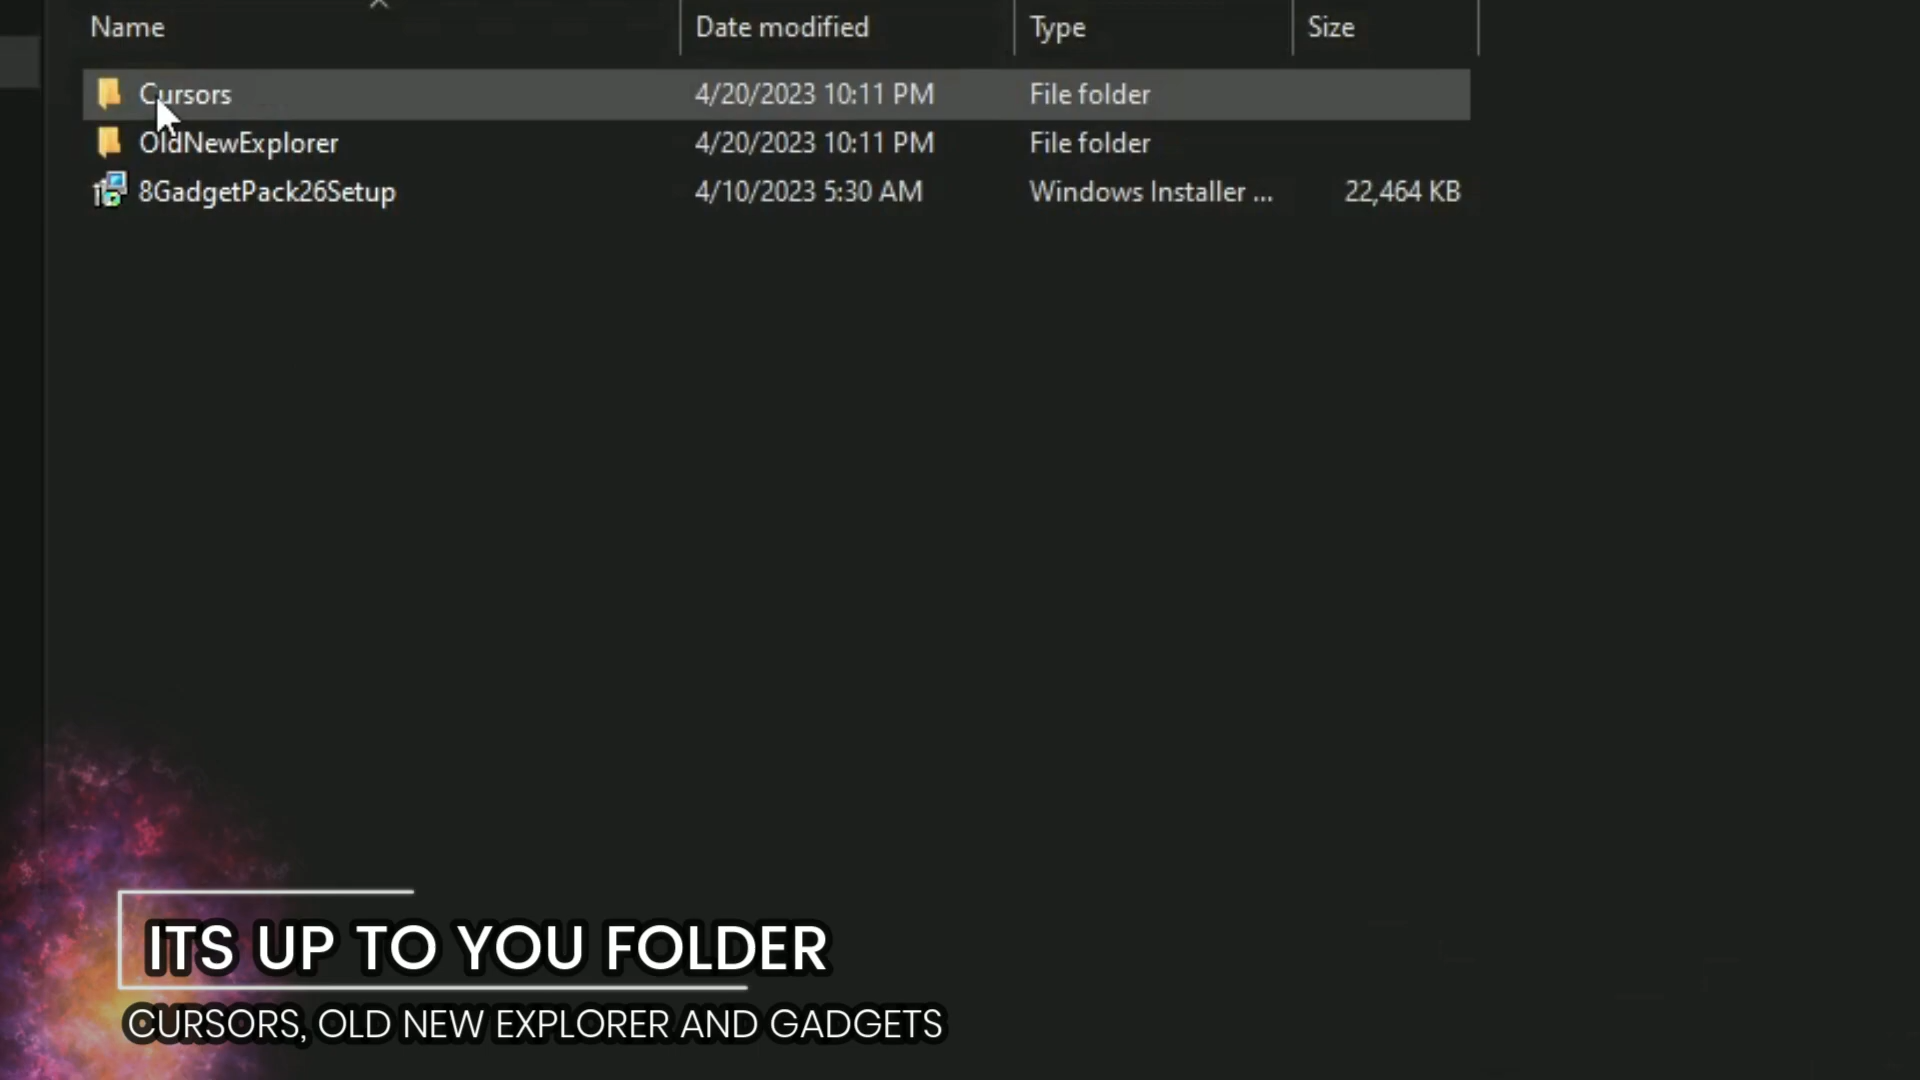 Name Date modified Type Size
Cursors 4/20/2023 10:11 PM File folder
OldNewExplorer 4/20/2023 10:11 PM File folder
8GadgetPack26Setup 4/10/2023 5:30 AM Windows Installer ... 22,464 KB
ITS UP TO YOU FOLDER
CURSORS, OLD NEW EXPLORER AND GADGETS